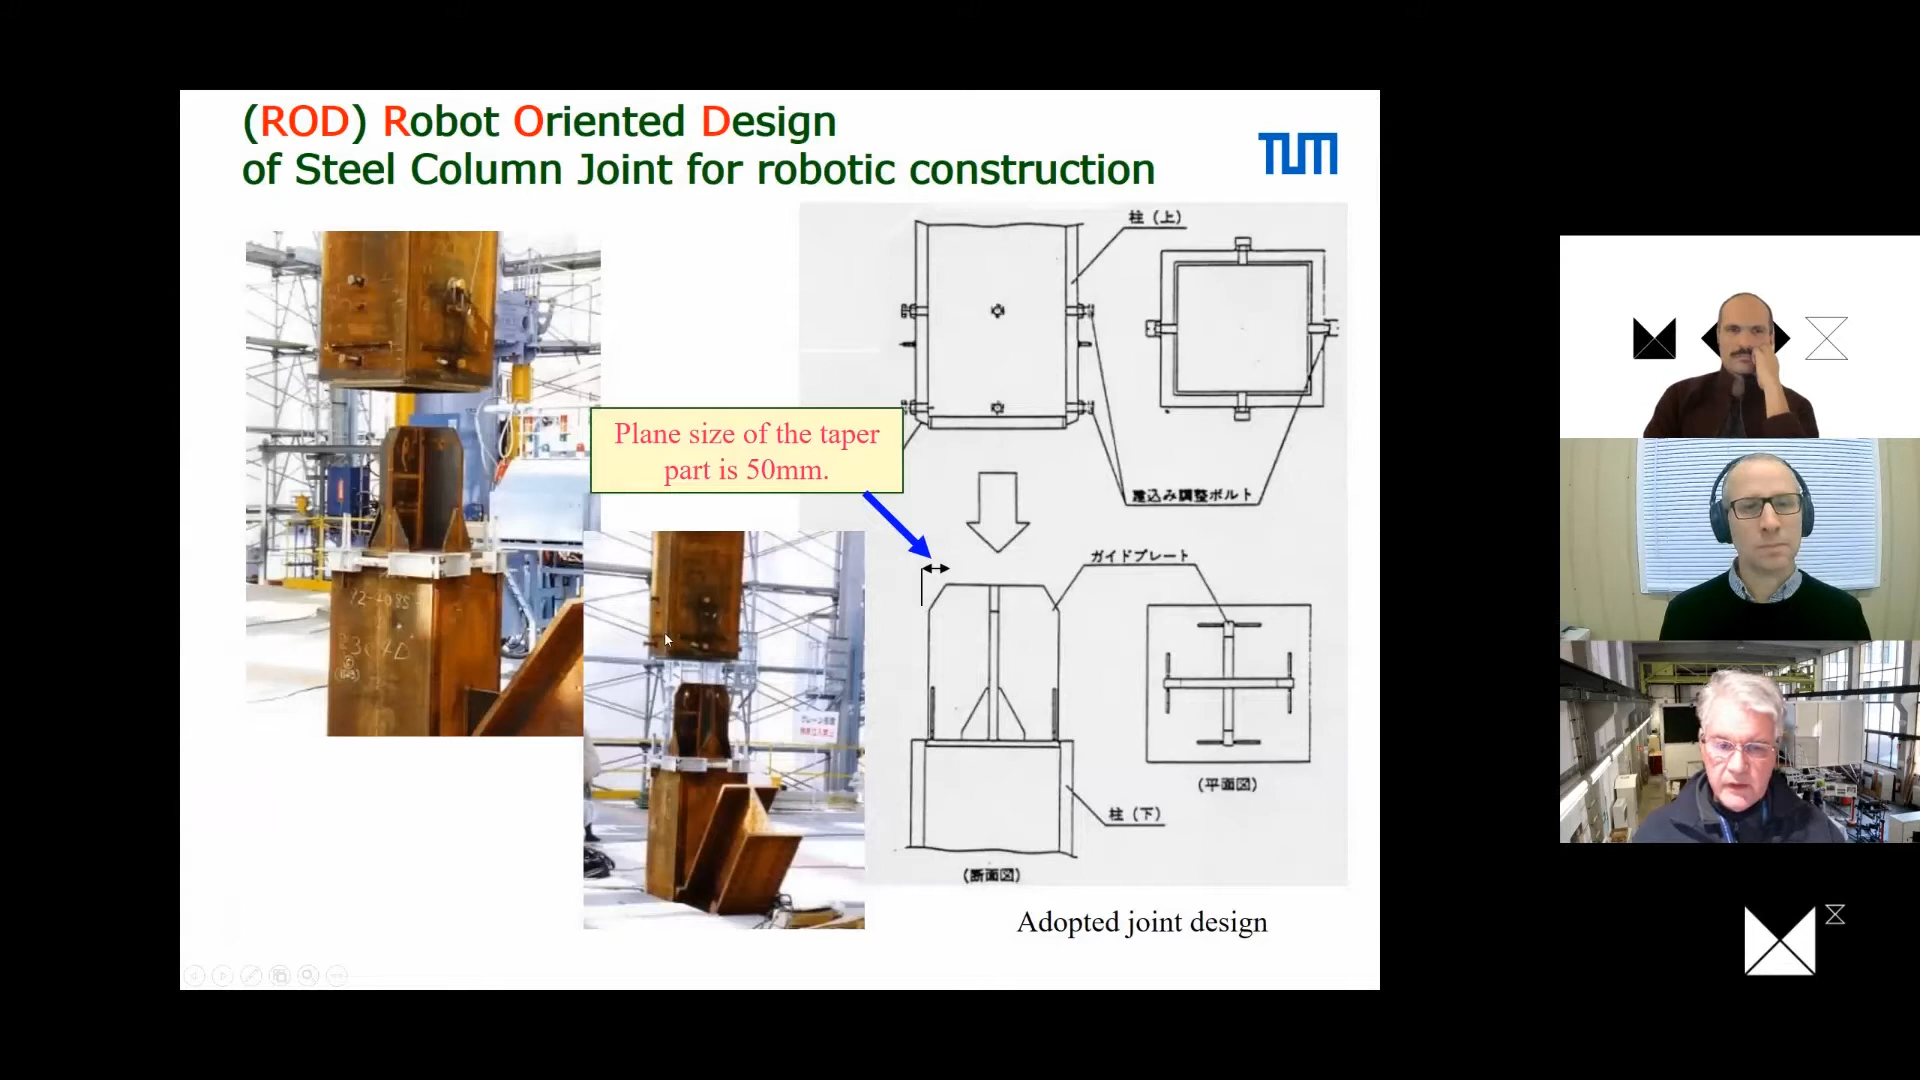 (ROD) Robot Oriented Design
of Steel Column Joint for robotic construction
TUM
柱（上）
Plane size of the taper
part is 50mm.
建込み調整ボルト
ガイドプレート
(平面図)
柱（下）
(断面図)
Adopted joint design